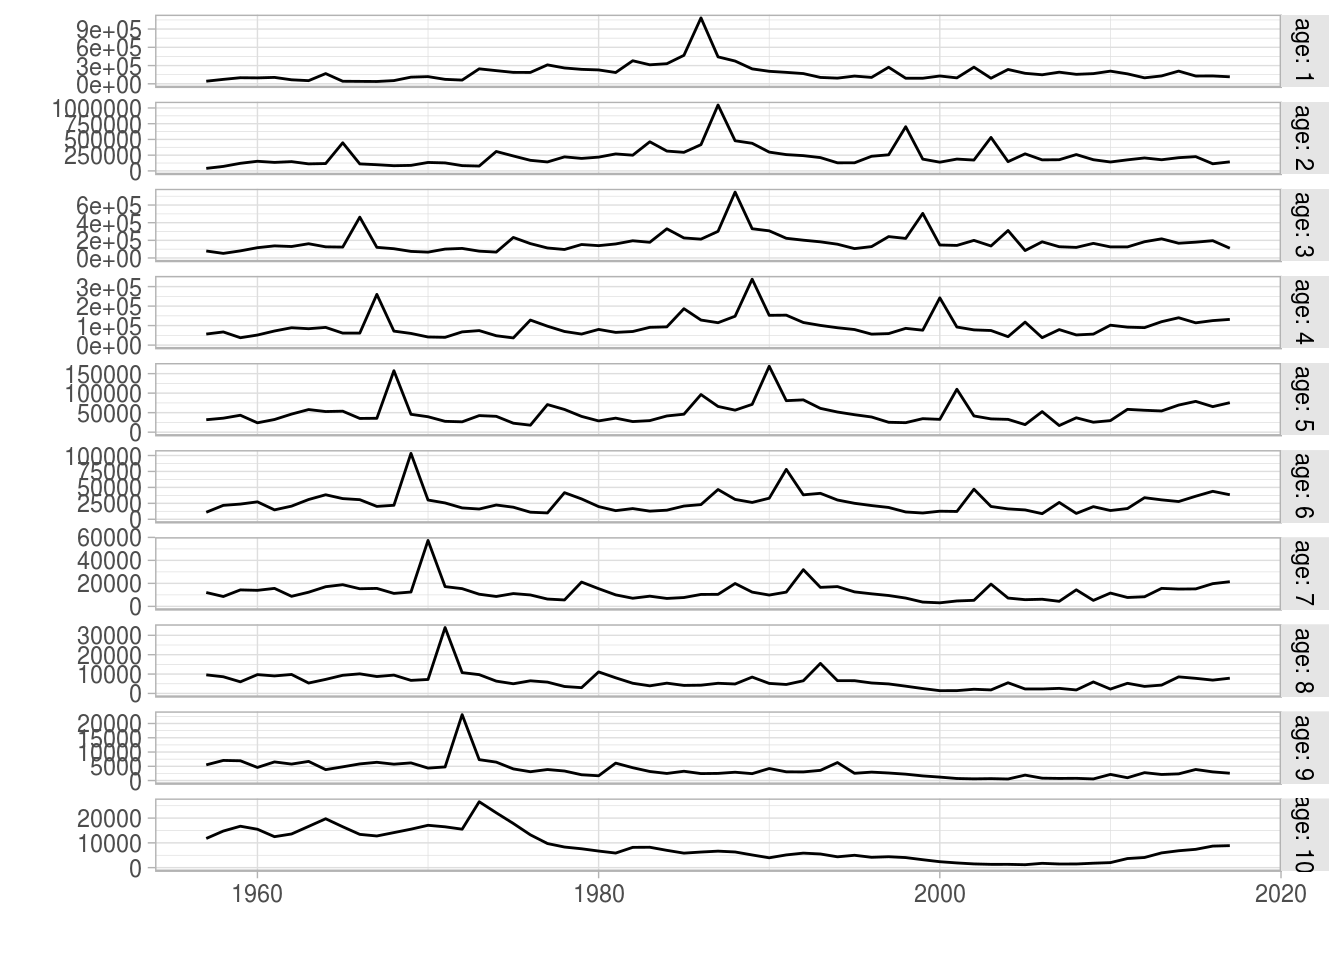 9e+05
6e+05
3e+05
0e+00
age: 1
1000000
750000
500000
250000
0
age: 2
6e+05
4e+05
2e+05
0e+00
age: 3
3e+05
2e+05
1e+05
0e+00
age: 4
150000
100000
50000
0
age: 5
100000
75000
50000
25000
0
age: 6
60000
40000
20000
0
age: 7
30000
20000
10000
0
age: 8
20000
15000
10000
5000
0
age: 9
20000
10000
0
age: 10
1960 1980 2000 2020